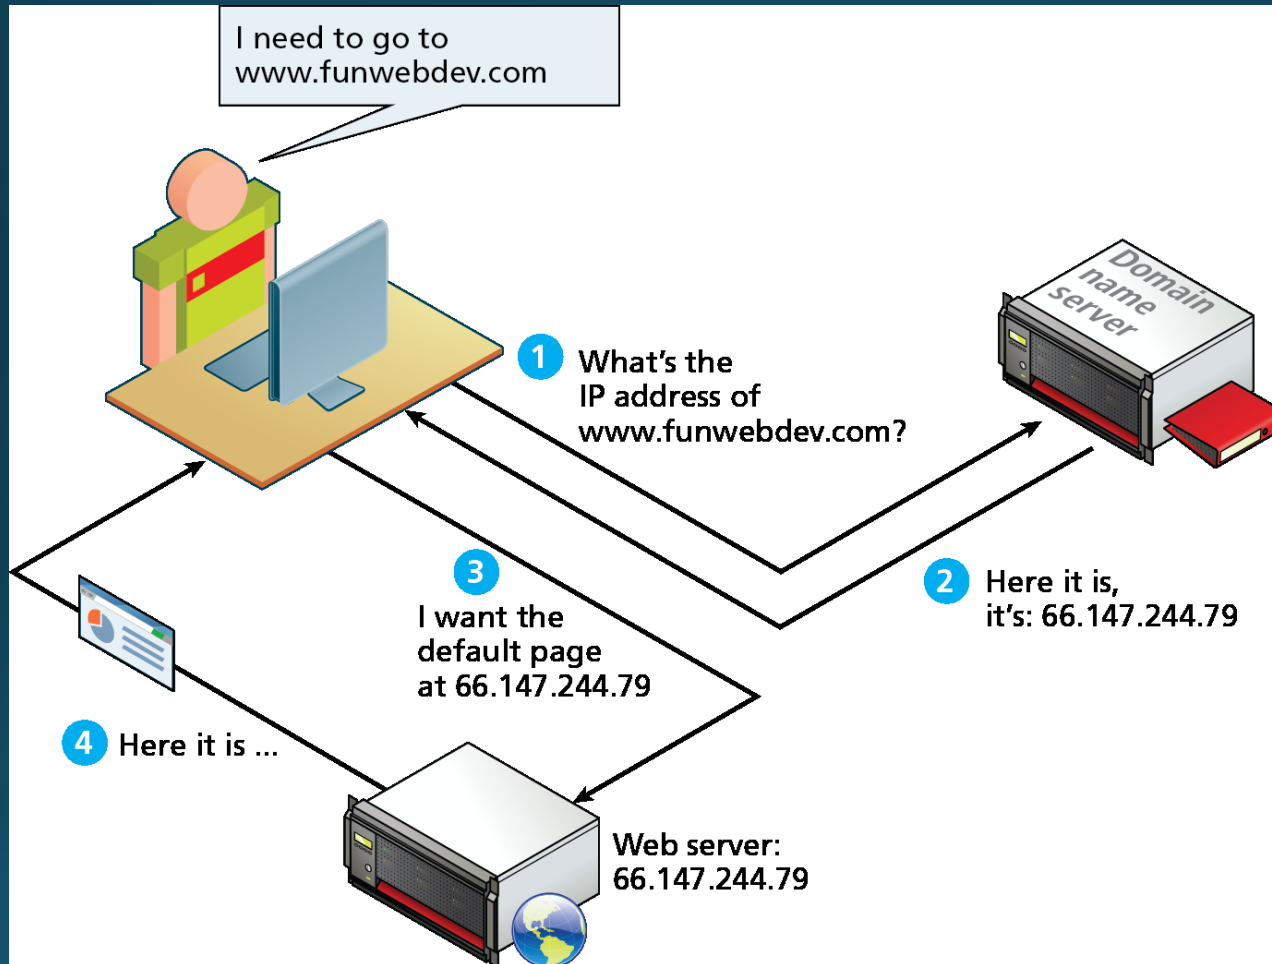 I need to go to
www.funwebdev.com
Domain
name
server
1
What's the
IP address of
www.funwebdev.com?
2
Here it is,
it's: 66.147.244.79
3
I want the
default page
at 66.147.244.79
4
Here it is ...
Web server:
66.147.244.79